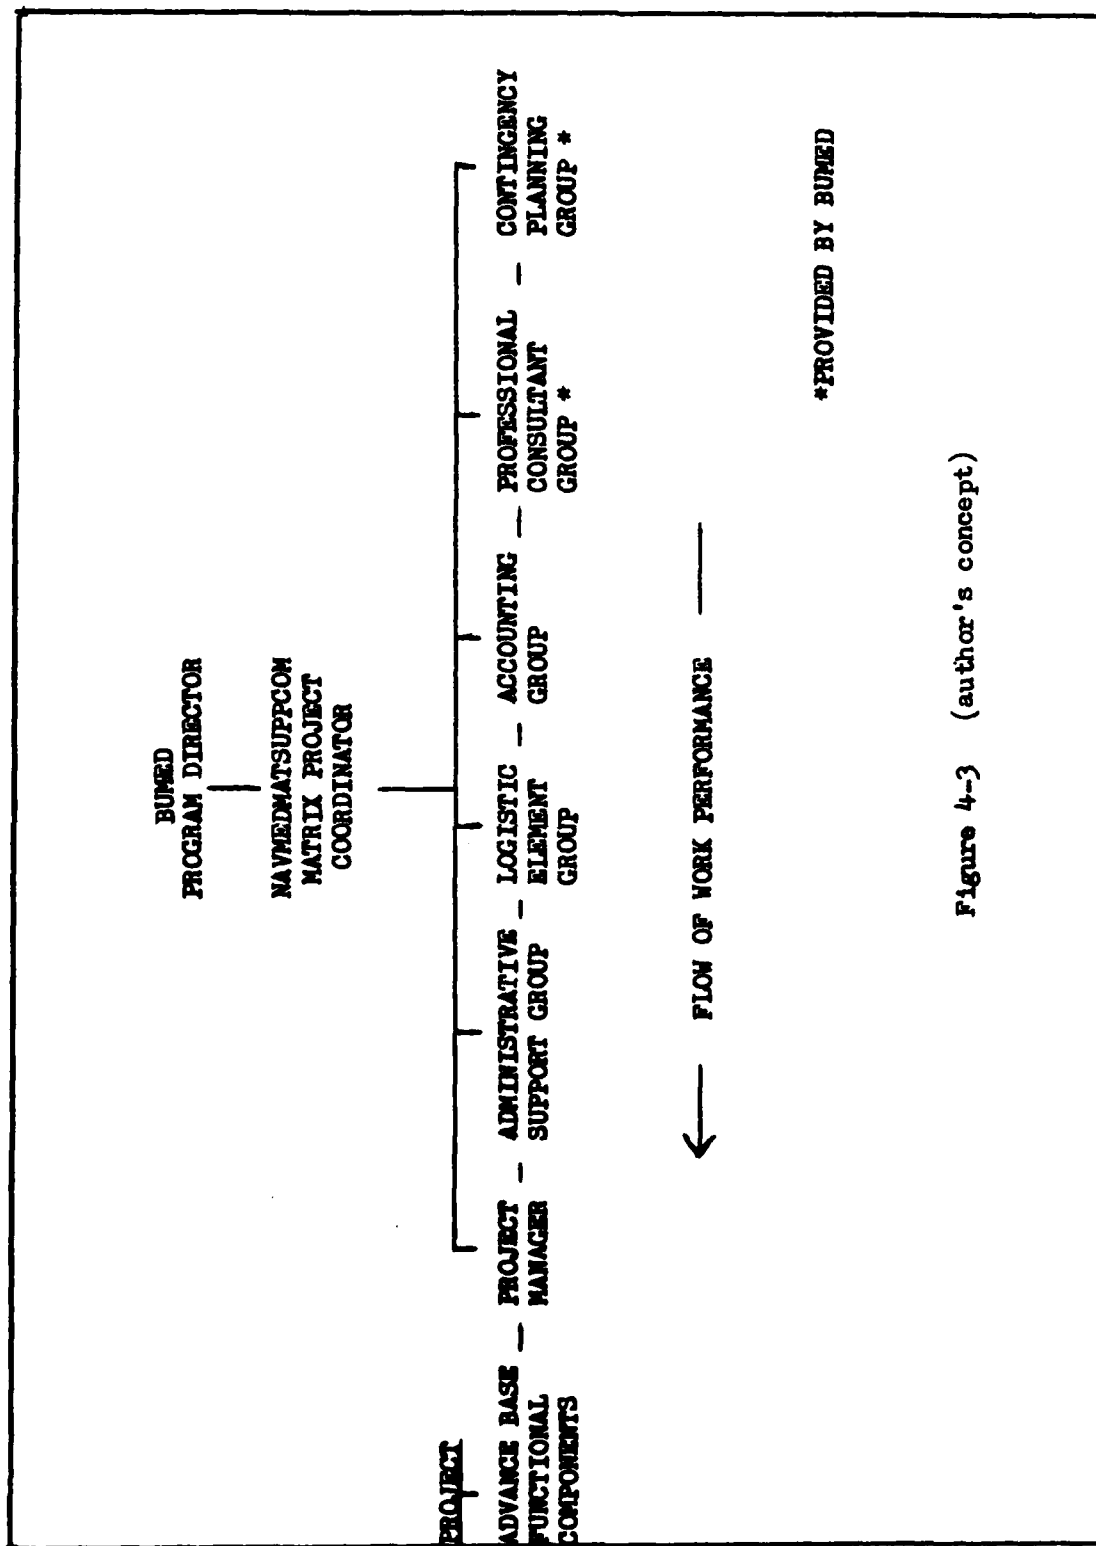 BUMED
PROGRAM DIRECTOR
NAVMEDMATSUPPCOM
MATRIX PROJECT
COORDINATOR
PROJECT
ADVANCE BASE
FUNCTIONAL
COMPONENTS
PROJECT
MANAGER
ADMINISTRATIVE
SUPPORT GROUP
LOGISTIC
ELEMENT
GROUP
ACCOUNTING
GROUP
PROFESSIONAL
CONSULTANT
GROUP *
CONTINGENCY
PLANNING
GROUP *
FLOW OF WORK PERFORMANCE
*PROVIDED BY BUMED
Figure 4-3 (author's concept)